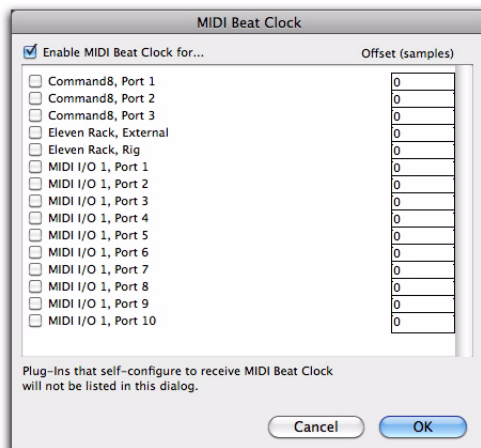 MIDI Beat Clock
Enable MIDI Beat Clock for... Offset (samples)
Command8, Port 1 0
Command8, Port 2 0
Command8, Port 3 0
Eleven Rack, External 0
Eleven Rack, Rig 0
MIDI I/O 1, Port 1 0
MIDI I/O 1, Port 2 0
MIDI I/O 1, Port 3 0
MIDI I/O 1, Port 4 0
MIDI I/O 1, Port 5 0
MIDI I/O 1, Port 6 0
MIDI I/O 1, Port 7 0
MIDI I/O 1, Port 8 0
MIDI I/O 1, Port 9 0
MIDI I/O 1, Port 10 0
Plug-Ins that self-configure to receive MIDI Beat Clock
will not be listed in this dialog.
Cancel OK